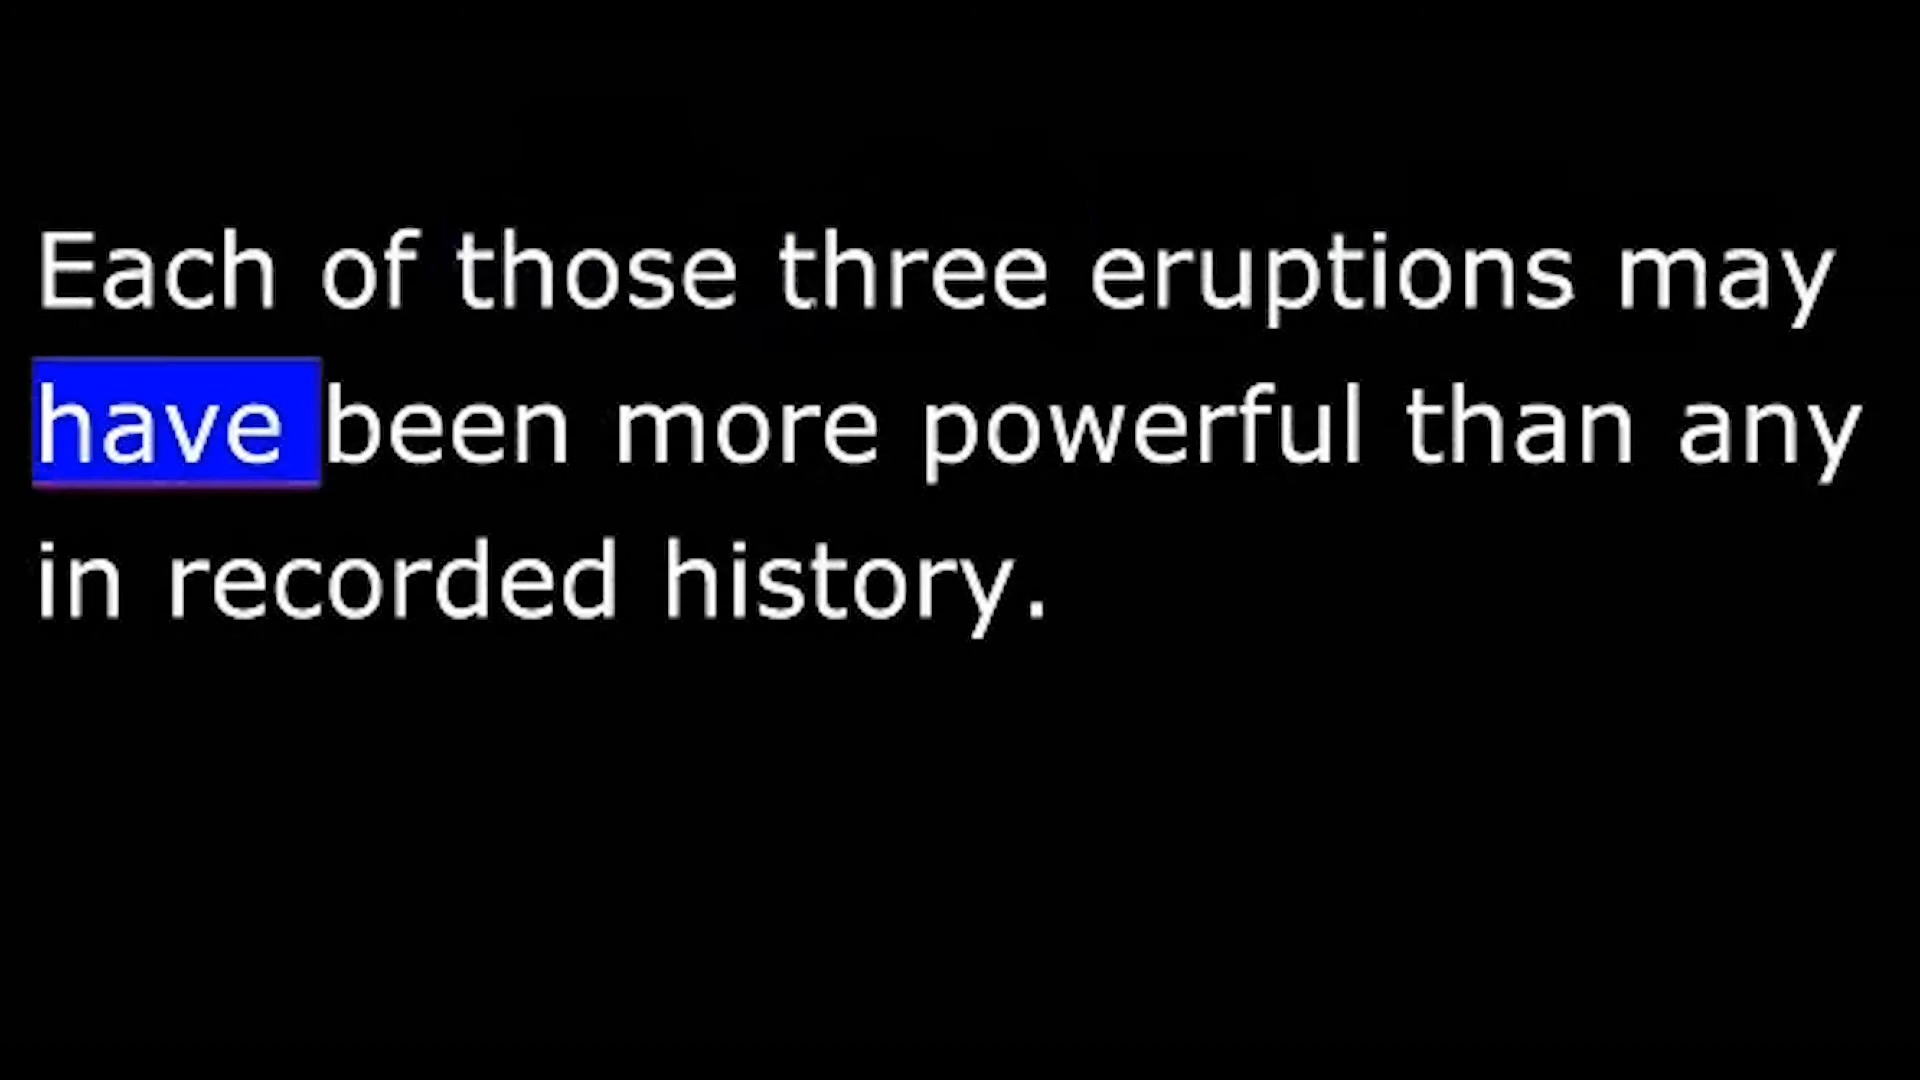 Each of those three eruptions may
have been more powerful than any
in recorded history.